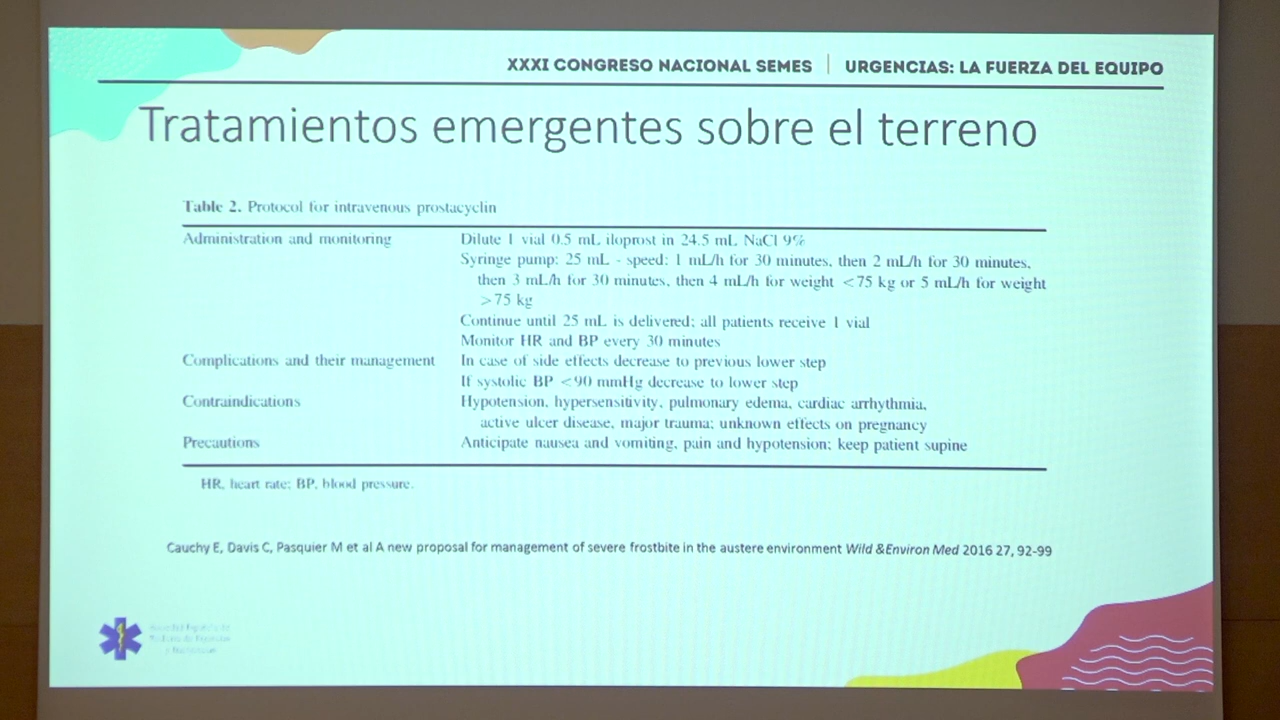 XXXI CONGRESO NACIONAL SEMES | URGENCIAS: LA FUERZA DEL EQUIPO
Tratamientos emergentes sobre el terreno
Table 2. Protocol for intravenous prostacyclin
Administration and monitoring Dilute 1 vial 0.5 mL iloprost in 24.5 mL NaCl 9%
Syringe pump: 25 mL - speed: 1 mL/h for 30 minutes, then 2 mL/h for 30 minutes,
then 3 mL/h for 30 minutes, then 4 mL/h for weight <75 kg or 5 mL/h for weight
>75 kg
Continue until 25 mL is delivered; all patients receive 1 vial
Monitor HR and BP every 30 minutes
Complications and their management In case of side effects decrease to previous lower step
If systolic BP <90 mmHg decrease to lower step
Contraindications Hypotension, hypersensitivity, pulmonary edema, cardiac arrhythmia,
active ulcer disease, major trauma; unknown effects on pregnancy
Precautions Anticipate nausea and vomiting, pain and hypotension; keep patient supine
HR, heart rate; BP, blood pressure.
Cauchy E, Davis C, Pasquier M et al A new proposal for management of severe frostbite in the austere environment Wild &Environ Med 2016 27, 92-99